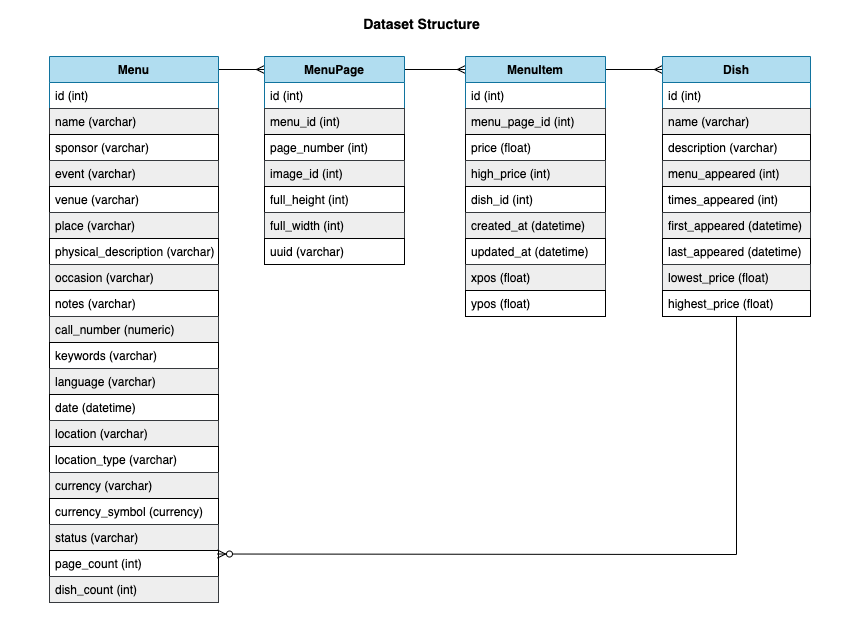 Dataset Structure
Menu
id (int)
name (varchar)
sponsor (varchar)
event (varchar)
venue (varchar)
place (varchar)
physical_description (varchar)
occasion (varchar)
notes (varchar)
call_number (numeric)
keywords (varchar)
language (varchar)
date (datetime)
location (varchar)
location_type (varchar)
currency (varchar)
currency_symbol (currency)
status (varchar)
page_count (int)
dish_count (int)
MenuPage
id (int)
menu_id (int)
page_number (int)
image_id (int)
full_height (int)
full_width (int)
uuid (varchar)
MenuItem
id (int)
menu_page_id (int)
price (float)
high_price (int)
dish_id (int)
created_at (datetime)
updated_at (datetime)
xpos (float)
ypos (float)
Dish
id (int)
name (varchar)
description (varchar)
menu_appeared (int)
times_appeared (int)
first_appeared (datetime)
last_appeared (datetime)
lowest_price (float)
highest_price (float)